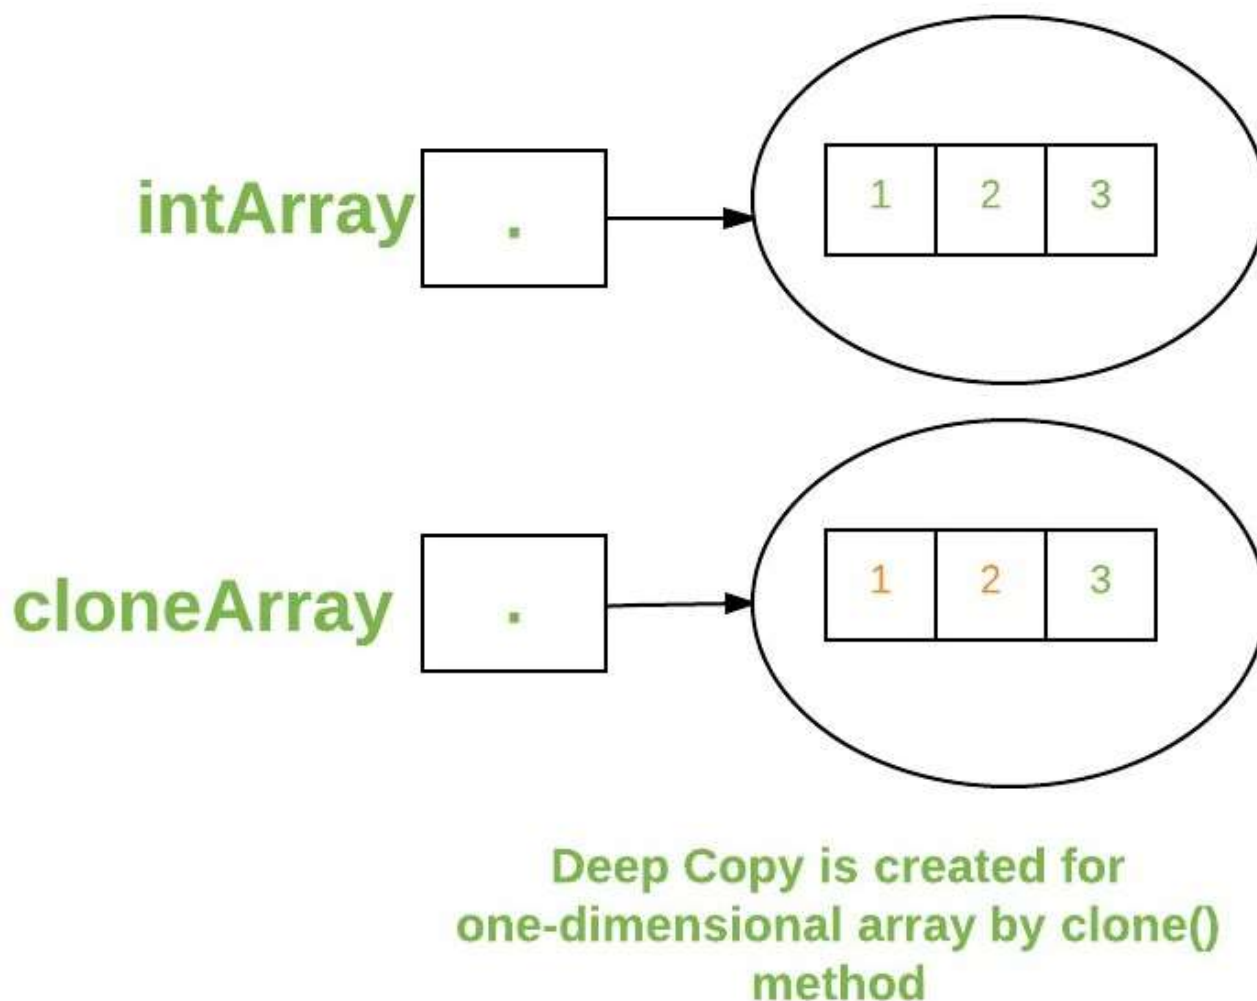 intArray . 1 2 3
cloneArray . 1 2 3
Deep Copy is created for
one-dimensional array by clone()
method